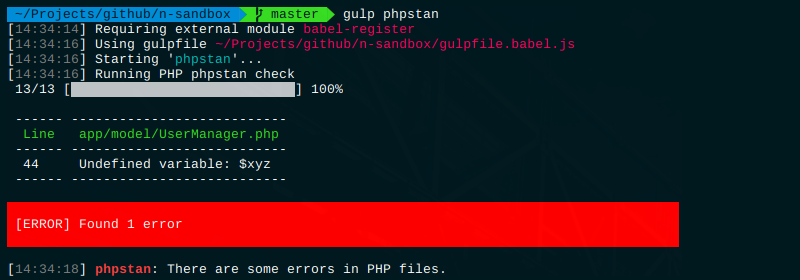 ~/Projects/github/n-sandbox master gulp phpstan
[14:34:14] Requiring external module babel-register
[14:34:16] Using gulpfile ~/Projects/github/n-sandbox/gulpfile.babel.js
[14:34:16] Starting 'phpstan'...
[14:34:16] Running PHP phpstan check
13/13 [ ] 100%
------ ---------------------------
Line app/model/UserManager.php
------ ---------------------------
44 Undefined variable: $xyz
------ ---------------------------
[ERROR] Found 1 error
[14:34:18] phpstan: There are some errors in PHP files.